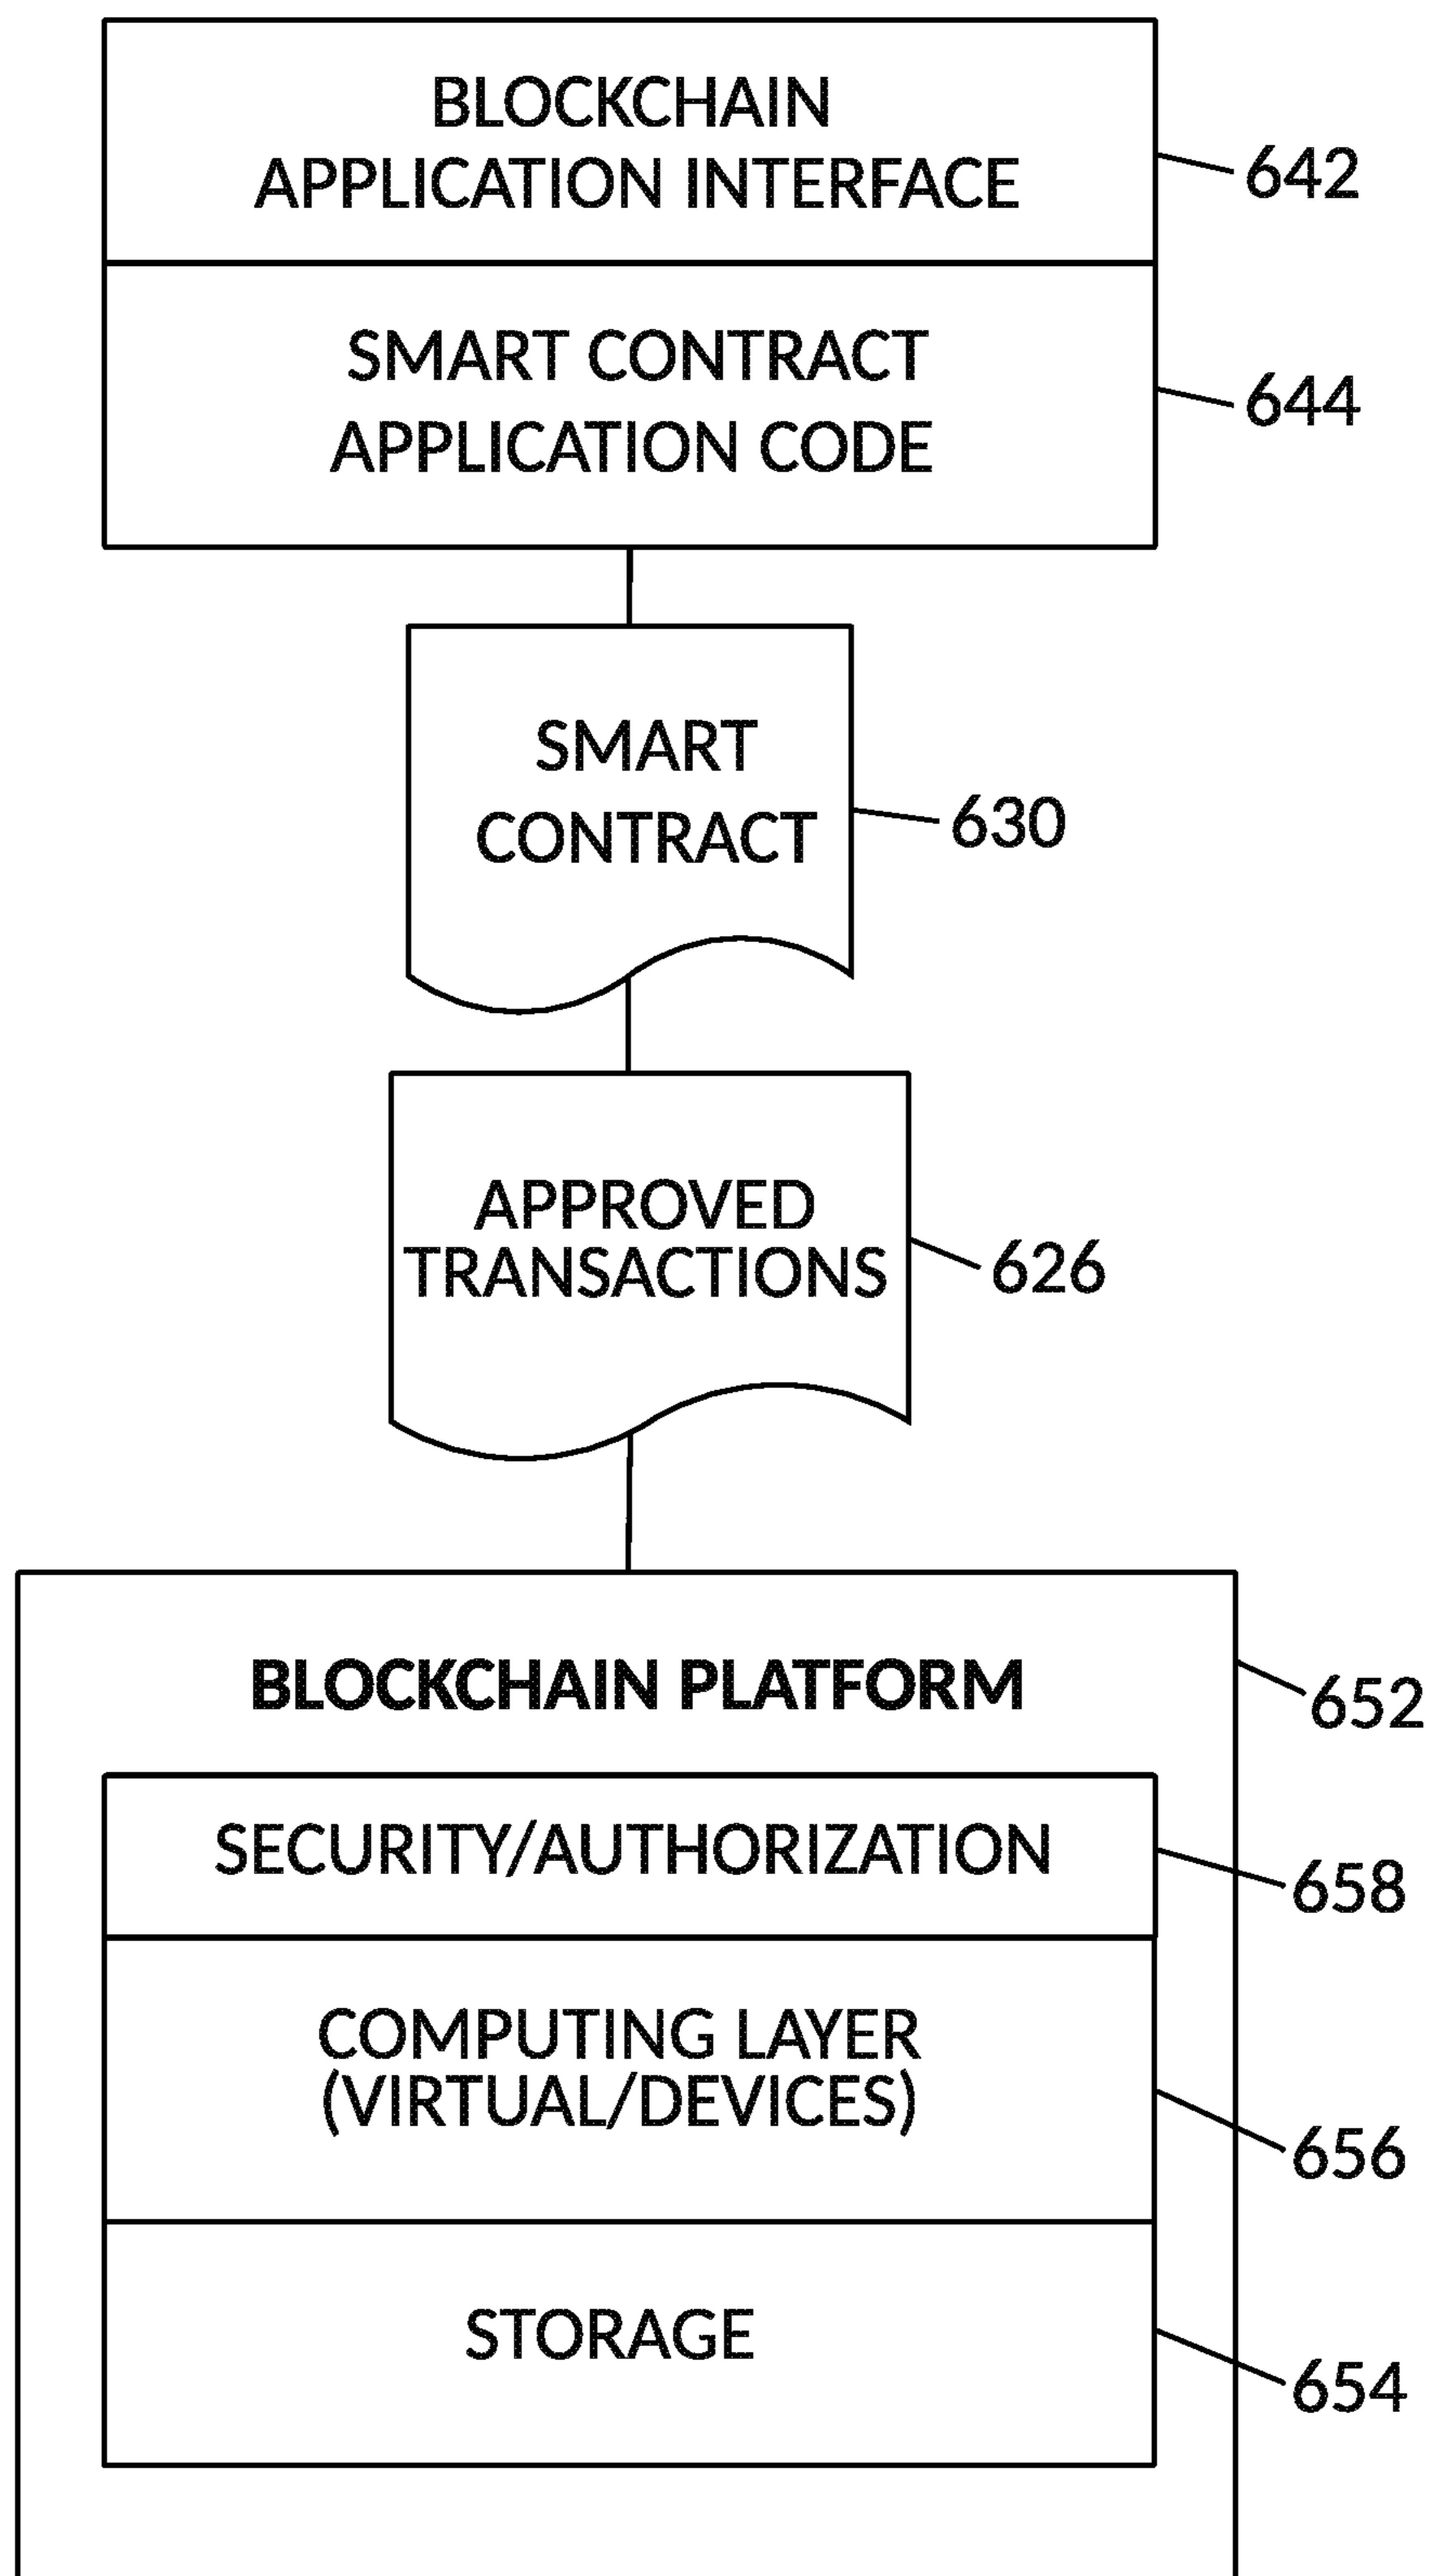 BLOCKCHAIN
APPLICATION INTERFACE
642
SMART CONTRACT
APPLICATION CODE
644
SMART
CONTRACT
630
APPROVED
TRANSACTIONS
626
BLOCKCHAIN PLATFORM
652
SECURITY/AUTHORIZATION
658
COMPUTING LAYER
(VIRTUAL/DEVICES)
656
STORAGE
654